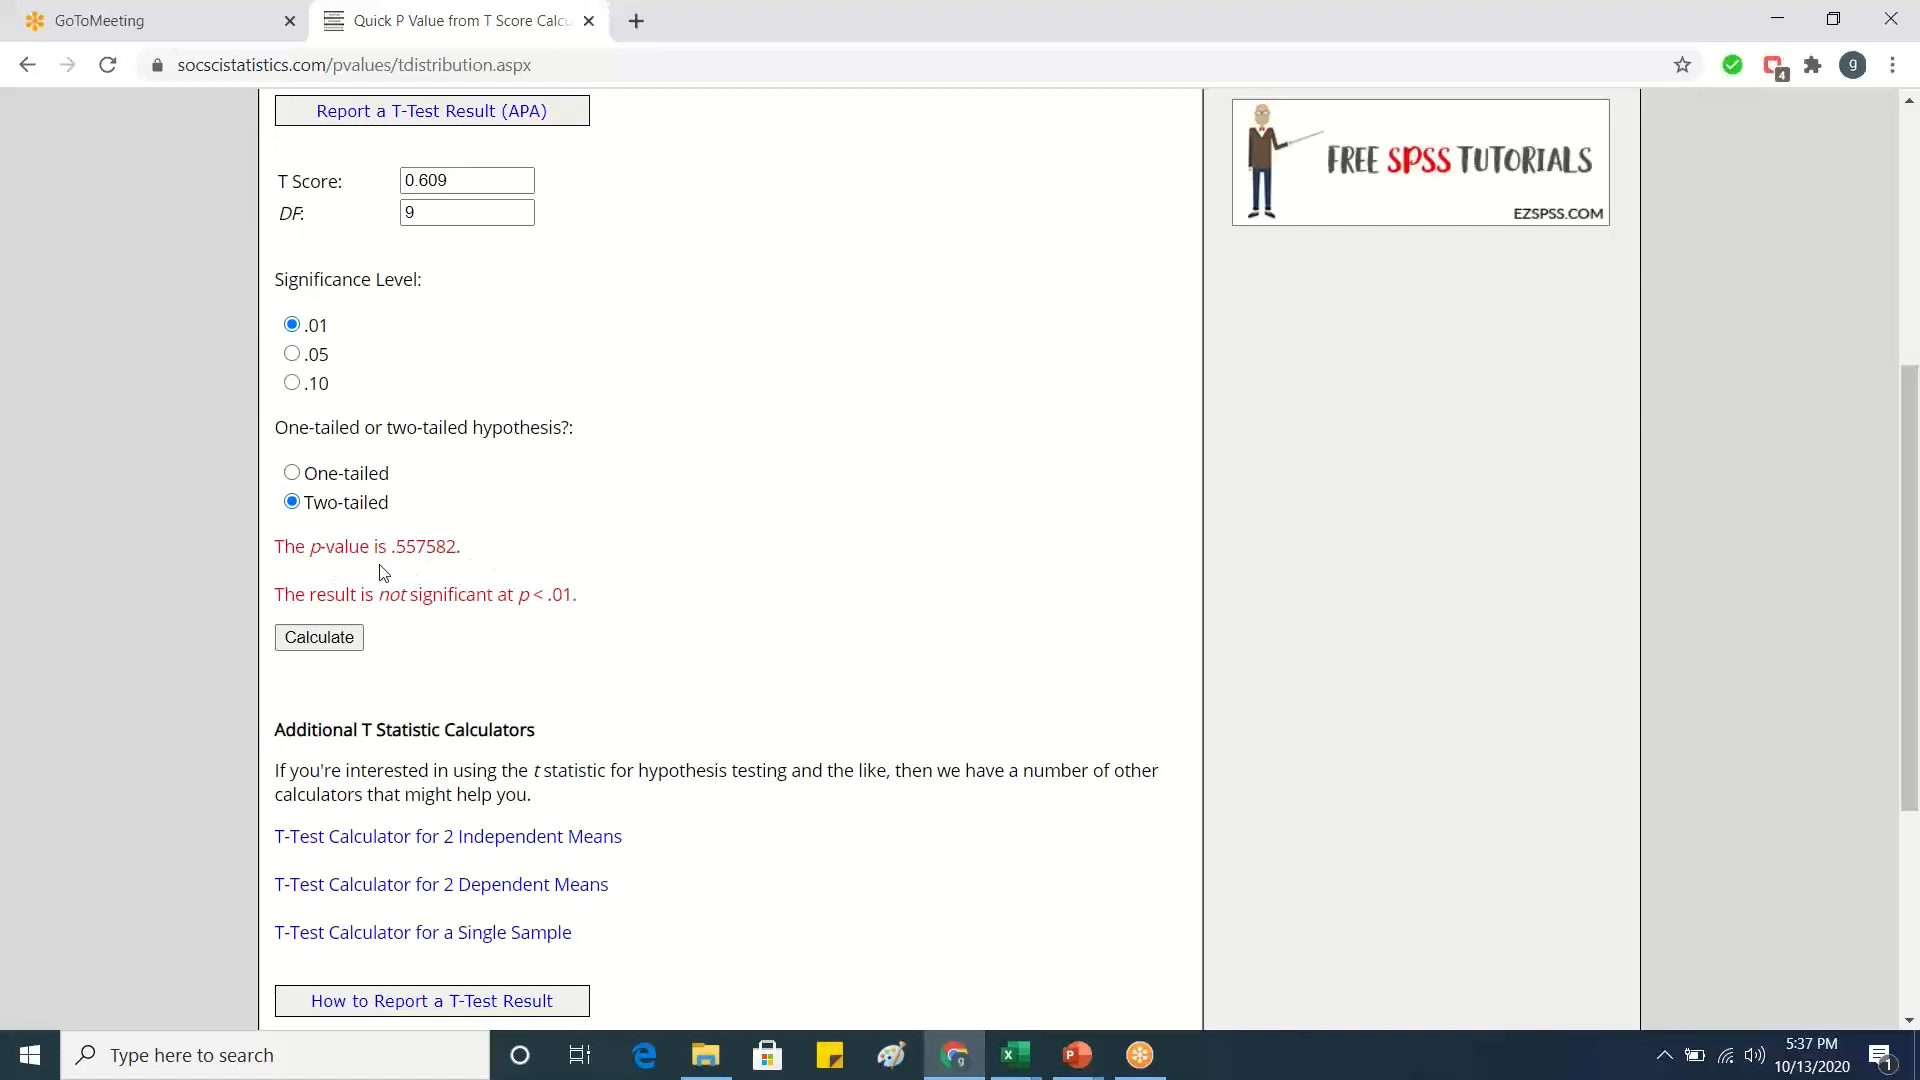 GoToMeeting
Quick P Value from T Score Calcu
socscistatistics.com/pvalues/tdistribution.aspx
4
g
Report a T-Test Result (APA)
T Score:
0.609
DF:
9
Significance Level:
.01
.05
.10
One-tailed or two-tailed hypothesis?:
One-tailed
Two-tailed
The p-value is .557582.
The result is not significant at p < .01.
Calculate
Additional T Statistic Calculators
If you're interested in using the t statistic for hypothesis testing and the like, then we have a number of other
calculators that might help you.
T-Test Calculator for 2 Independent Means
T-Test Calculator for 2 Dependent Means
T-Test Calculator for a Single Sample
How to Report a T-Test Result
FREE SPSS TUTORIALS
EZSPSS.COM
Type here to search
5:37 PM
10/13/2020
1